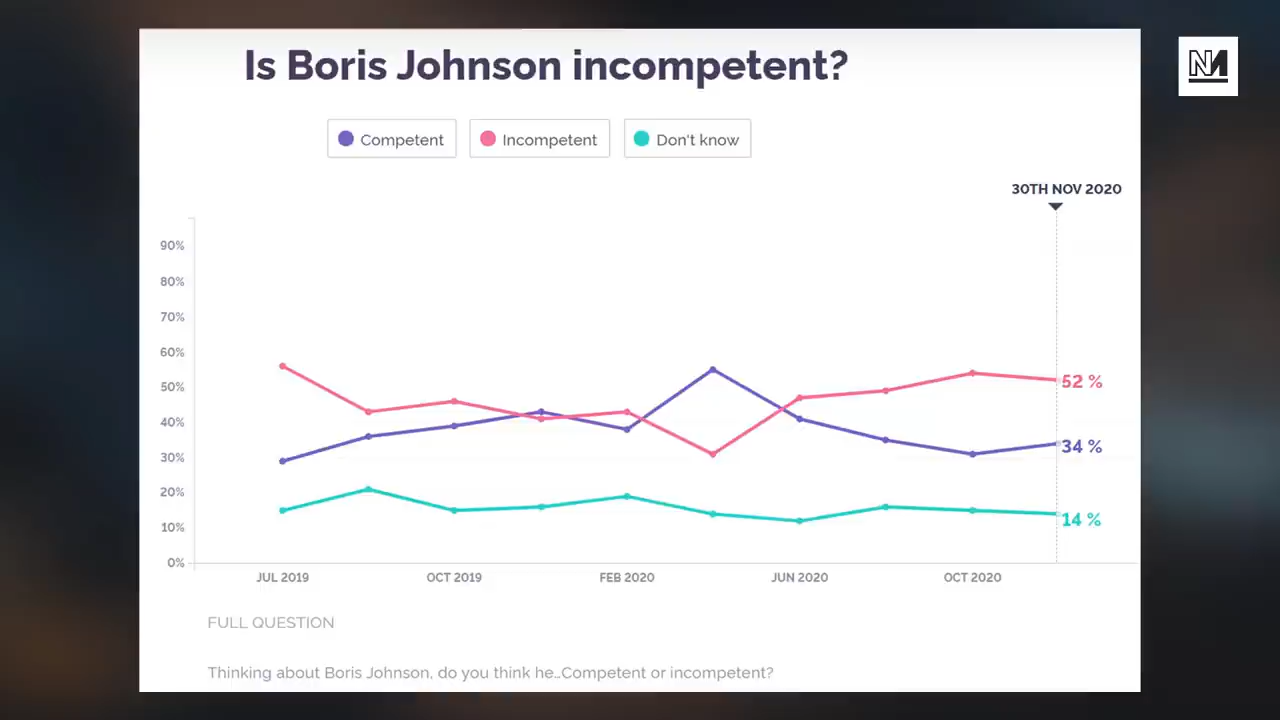 Is Boris Johnson incompetent?
NM
Competent
Incompetent
Don't know
30TH NOV 2020
90%
80%
70%
60%
50%
40%
30%
20%
10%
0%
52 %
34 %
14 %
JUL 2019
OCT 2019
FEB 2020
JUN 2020
OCT 2020
FULL QUESTION
Thinking about Boris Johnson, do you think he...Competent or incompetent?